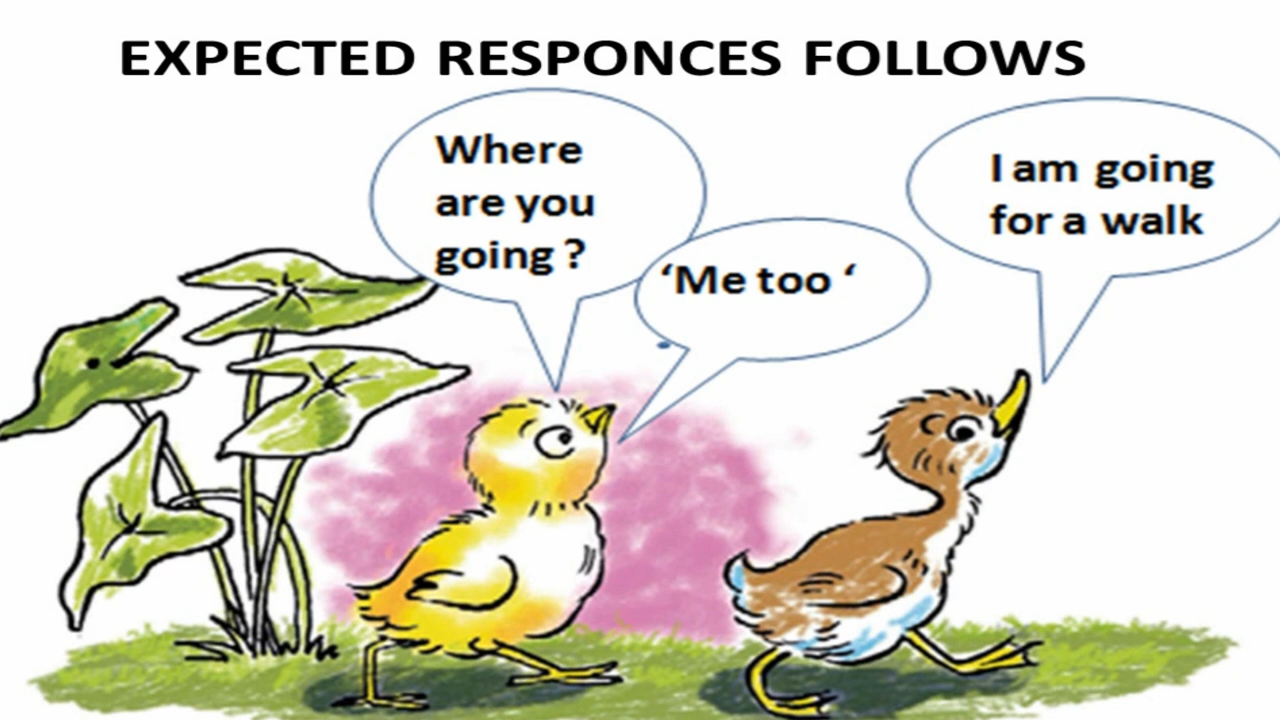 EXPECTED RESPONCES FOLLOWS
Where
are you
going ?
‘Me too ‘
I am going
for a walk